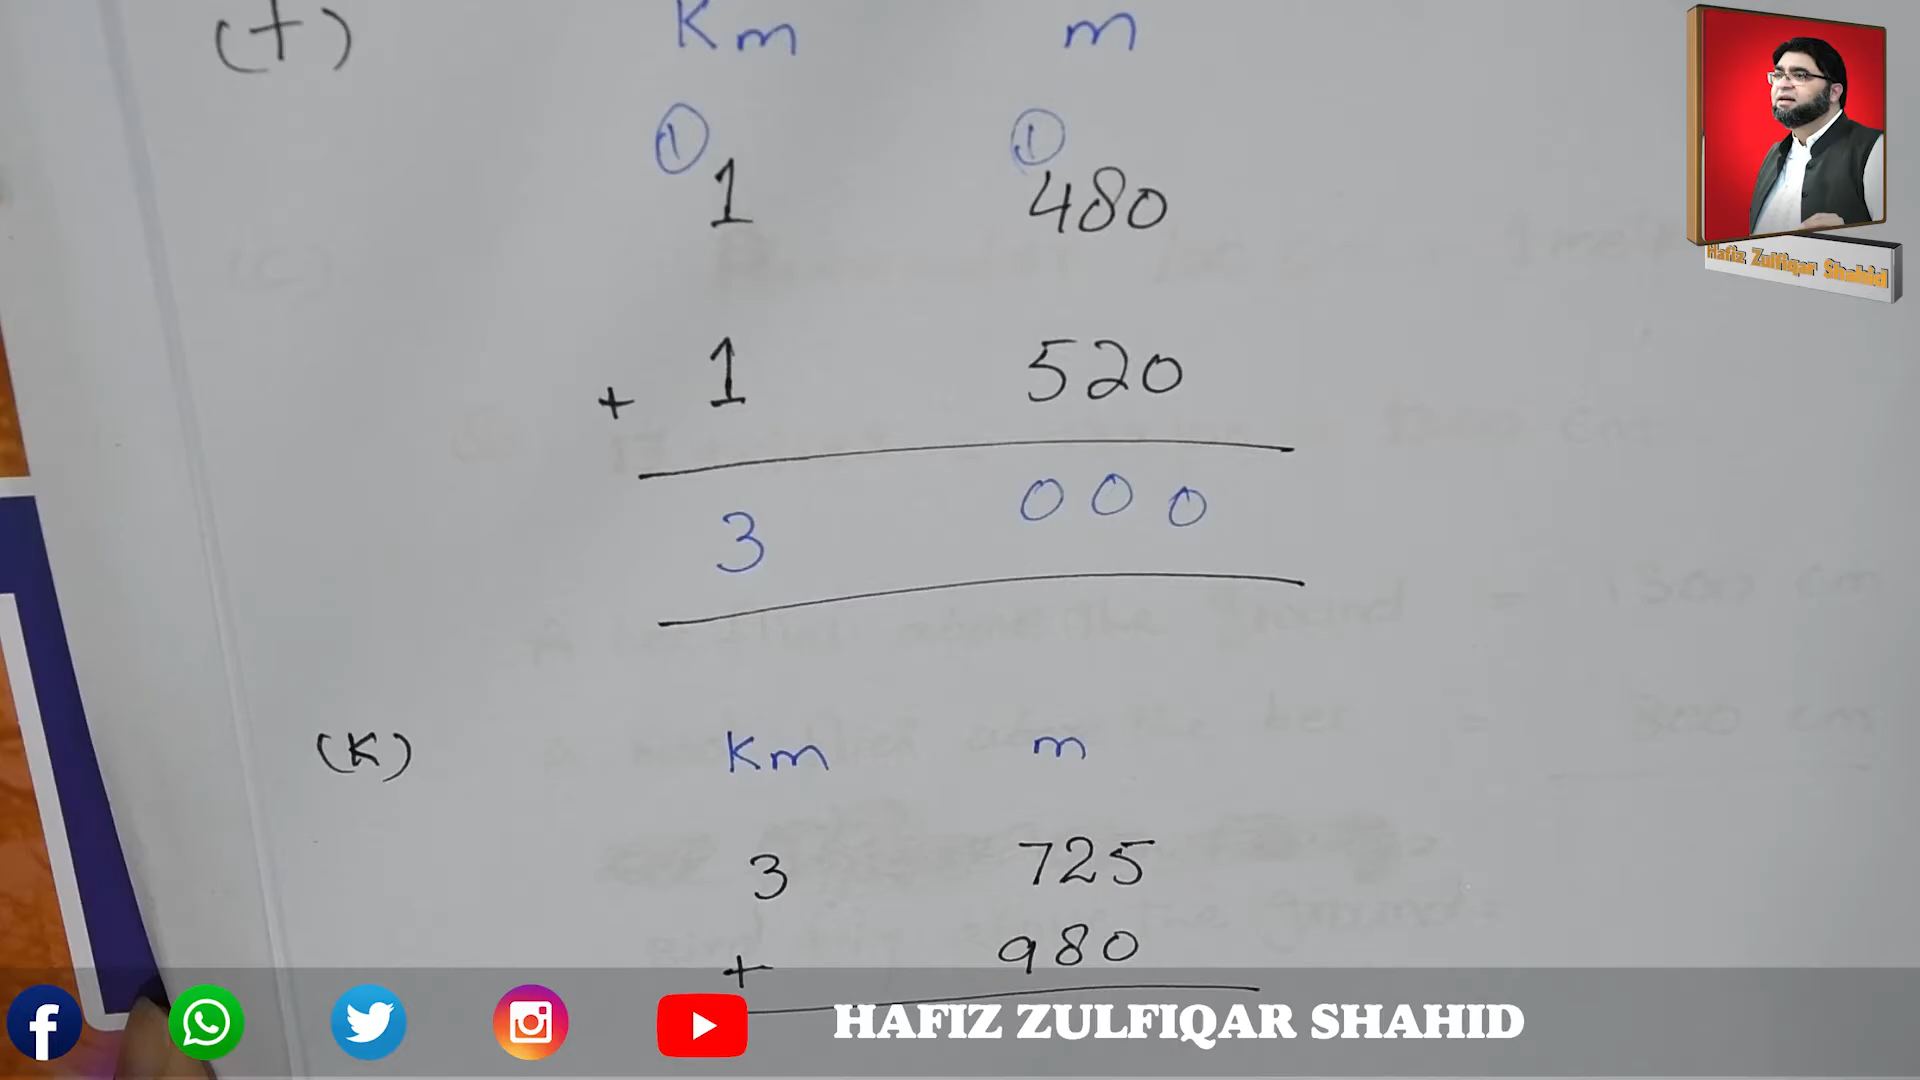 (f) Km m
① ①
1 480
+ 1 520
3 000
(K) Km m
3 725
+ 980
Hafiz Zulfiqar Shahid
HAFIZ ZULFIQAR SHAHID